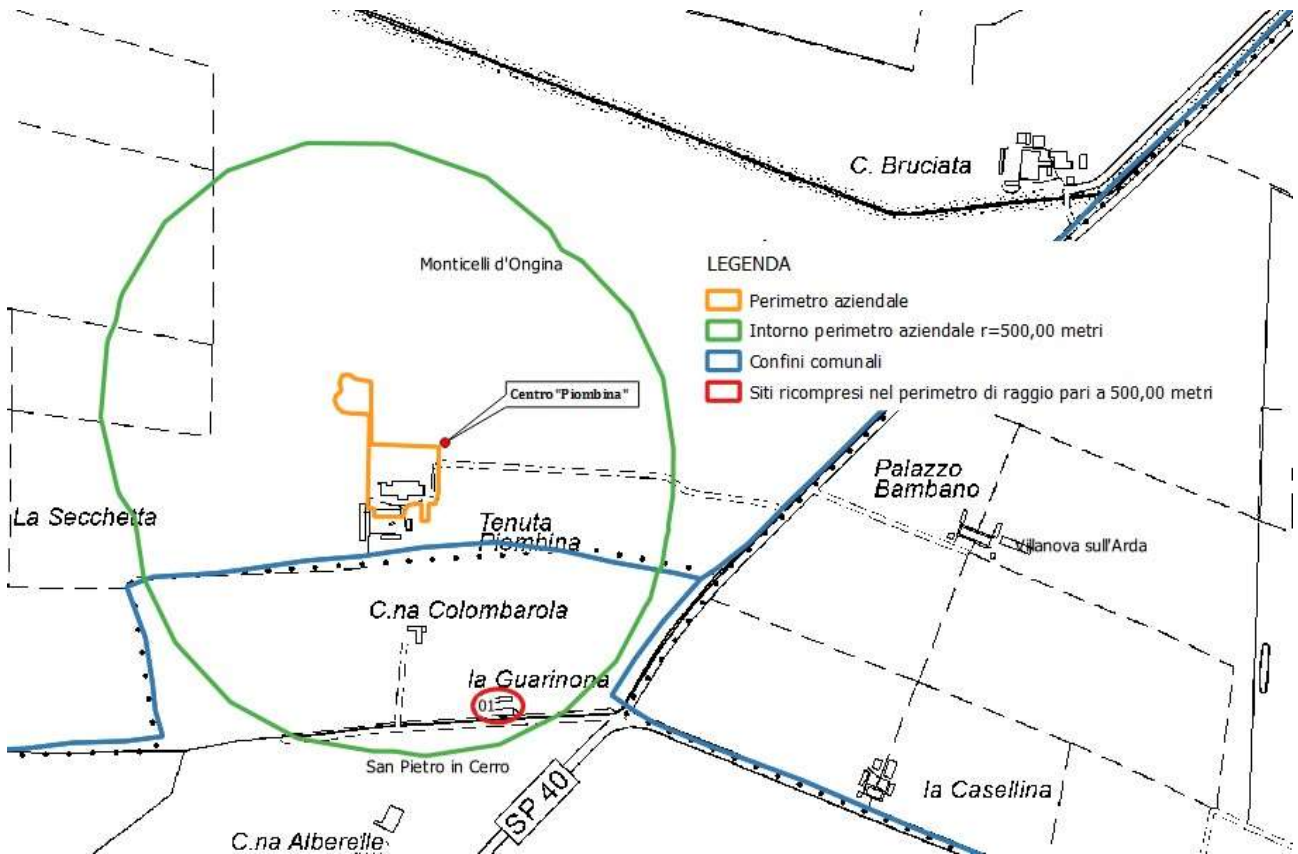 C. Bruciata
Monticelli d'Ongina
LEGENDA
Perimetro aziendale
Intorno perimetro aziendale r=500,00 metri
Confini comunali
Siti ricompresi nel perimetro di raggio pari a 500,00 metri
Centro "Piombina"
Palazzo
Bambano
La Secchetta
Tenuta
Piombina
Villanova sull'Arda
C.na Colombarola
la Guarinona
01
San Pietro in Cerro
SP 40
la Casellina
C.na Alberelle